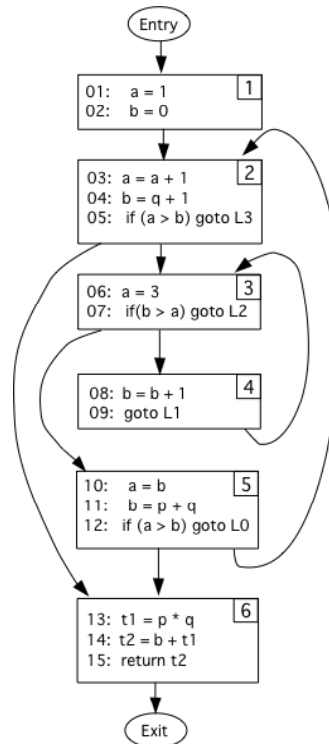 Entry
1
01: a = 1
02: b = 0
2
03: a = a + 1
04: b = q + 1
05: if (a > b) goto L3
3
06: a = 3
07: if(b > a) goto L2
4
08: b = b + 1
09: goto L1
5
10: a = b
11: b = p + q
12: if (a > b) goto L0
6
13: t1 = p * q
14: t2 = b + t1
15: return t2
Exit